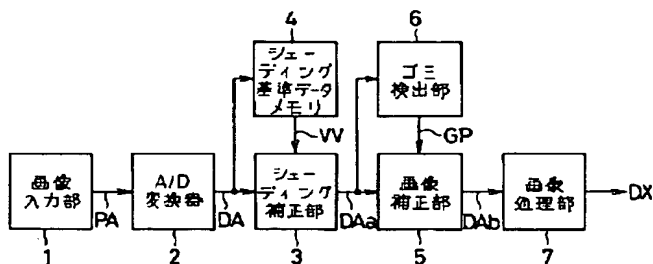 4
6
シェー
ディング
基準データ
メモリ
ゴミ
検出部
VV
GP
画像
入力部
PA
A/D
変換器
DA
シェー
ディング
補正部
DAa
画像
補正部
DAb
画像
処理部
DX
1
2
3
5
7